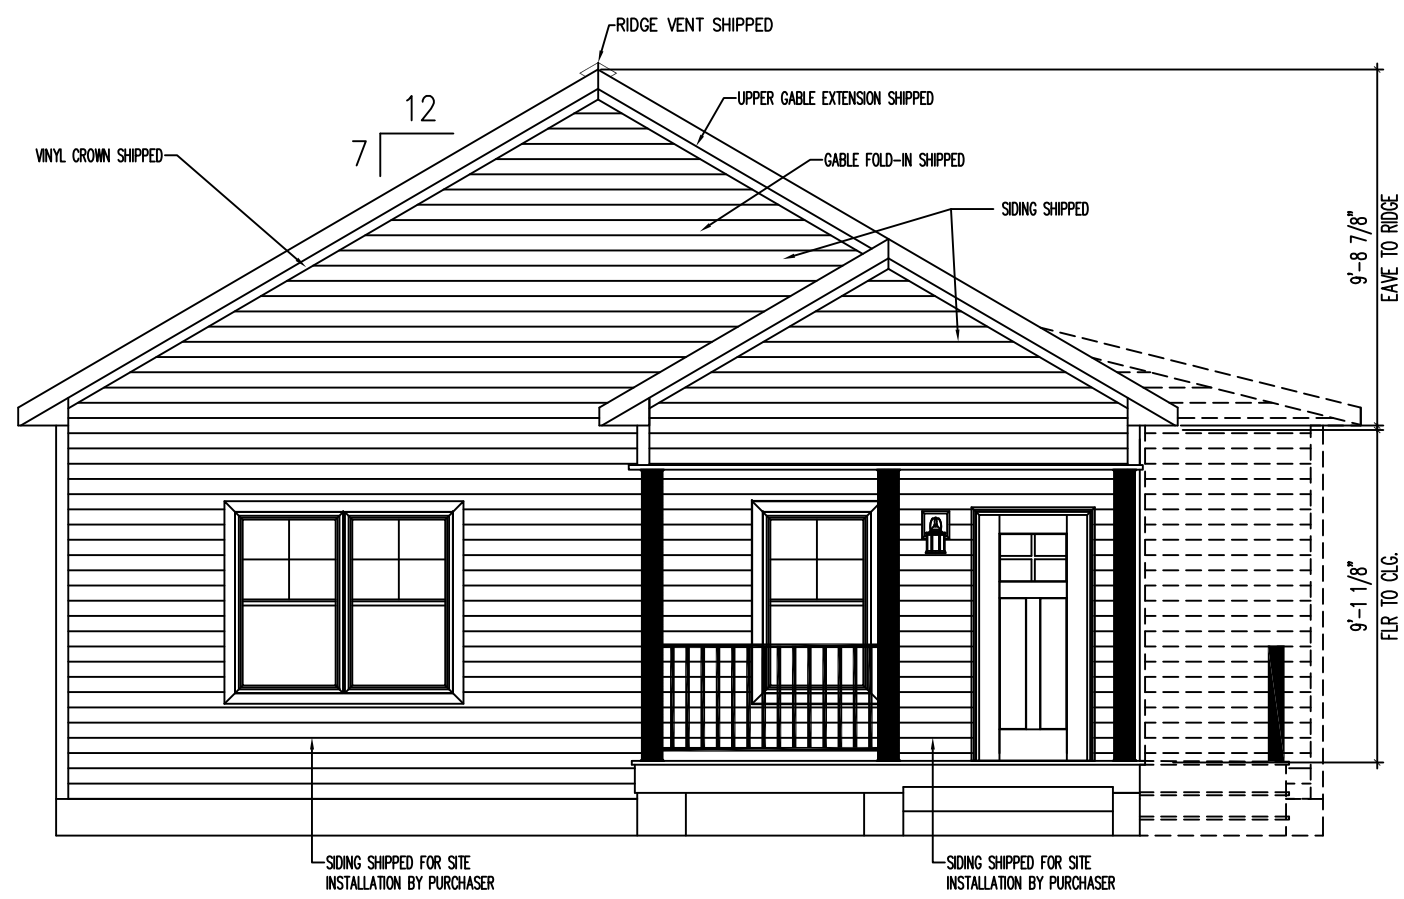 RIDGE VENT SHIPPED
12
7
UPPER GABLE EXTENSION SHIPPED
VINYL CROWN SHIPPED
GABLE FOLD-IN SHIPPED
SIDING SHIPPED
9'-8 7/8"
EAVE TO RIDGE
9'-1 1/8"
FLR TO CLG.
SIDING SHIPPED FOR SITE
INSTALLATION BY PURCHASER
SIDING SHIPPED FOR SITE
INSTALLATION BY PURCHASER